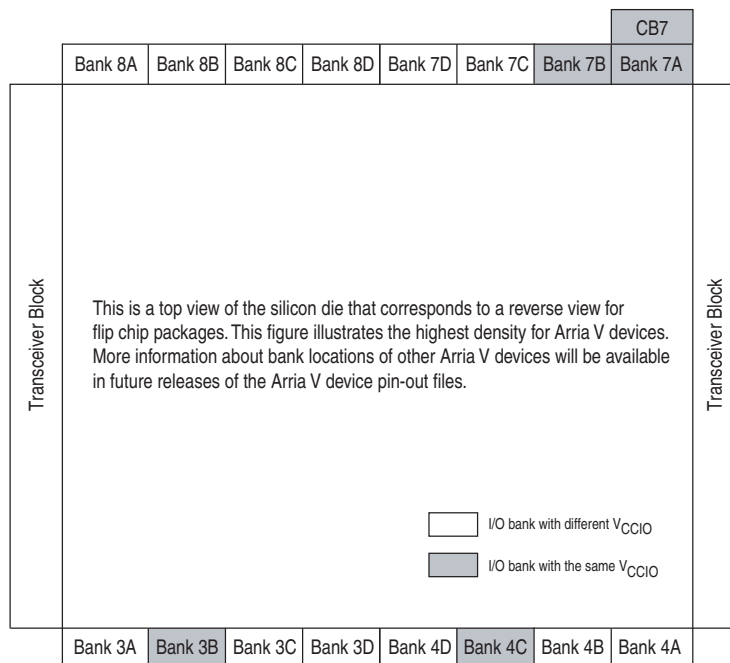 CB7
Bank 8A Bank 8B Bank 8C Bank 8D Bank 7D Bank 7C Bank 7B Bank 7A
Transceiver Block
This is a top view of the silicon die that corresponds to a reverse view for
flip chip packages. This figure illustrates the highest density for Arria V devices.
More information about bank locations of other Arria V devices will be available
in future releases of the Arria V device pin-out files.
Transceiver Block
I/O bank with different VCCIO
I/O bank with the same VCCIO
Bank 3A Bank 3B Bank 3C Bank 3D Bank 4D Bank 4C Bank 4B Bank 4A